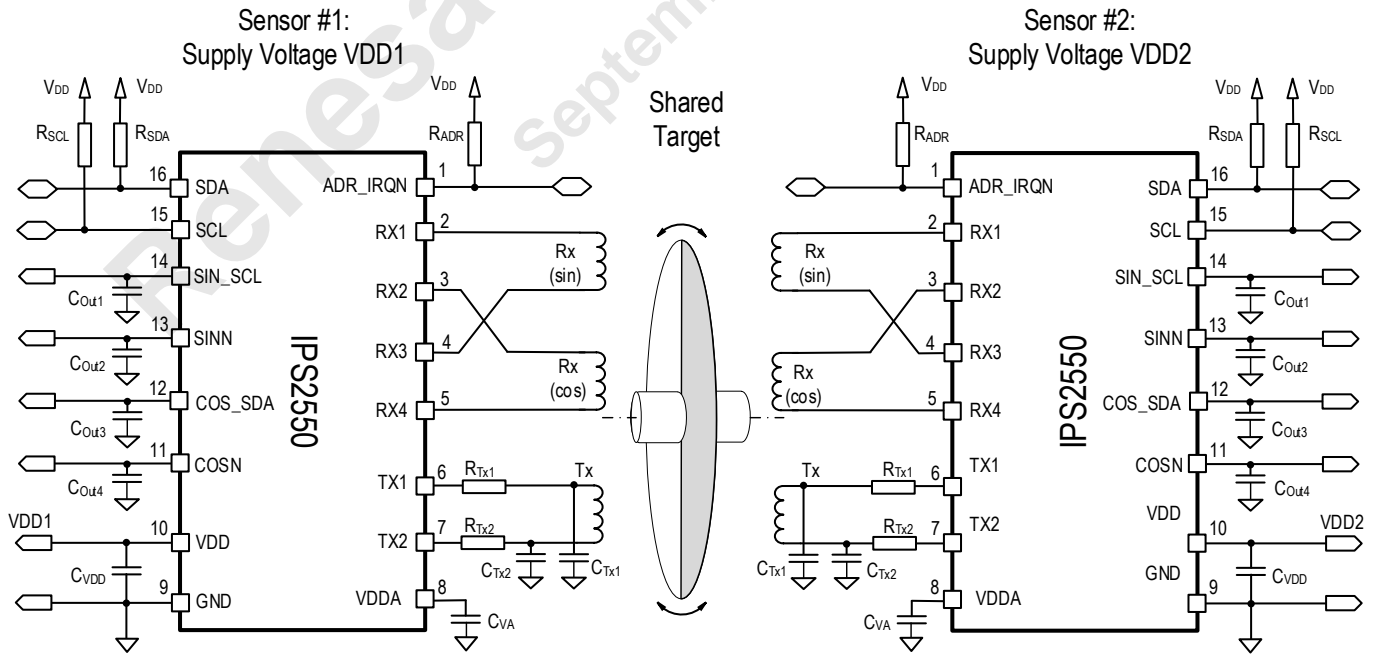 Sensor #1:
Supply Voltage VDD1
Sensor #2:
Supply Voltage VDD2
Shared
Target
VDD
VDD
VDD
RSCL
RSDA
RADR
16
SDA
15
SCL
14
SIN_SCL
COut1
13
SINN
COut2
12
COS_SDA
COut3
11
COSN
COut4
VDD1
10
VDD
CVDD
9
GND
IPS2550
ADR_IRQN
1
RX1
2
RX2
3
RX3
4
RX4
5
TX1
6
TX2
7
VDDA
8
Rx
(sin)
Rx
(cos)
RTx1
Tx
RTx2
CTx2
CTx1
CVA
VDD
VDD
VDD
RADR
RSDA
RSCL
1
ADR_IRQN
2
RX1
3
RX2
4
RX3
5
RX4
6
TX1
7
TX2
8
VDDA
Rx
(sin)
Rx
(cos)
Tx
RTx1
RTx2
CTx1
CTx2
CVA
IPS2550
SDA
16
SCL
15
SIN_SCL
14
COut1
SINN
13
COut2
COS_SDA
12
COut3
COSN
11
COut4
VDD
10
VDD2
CVDD
GND
9